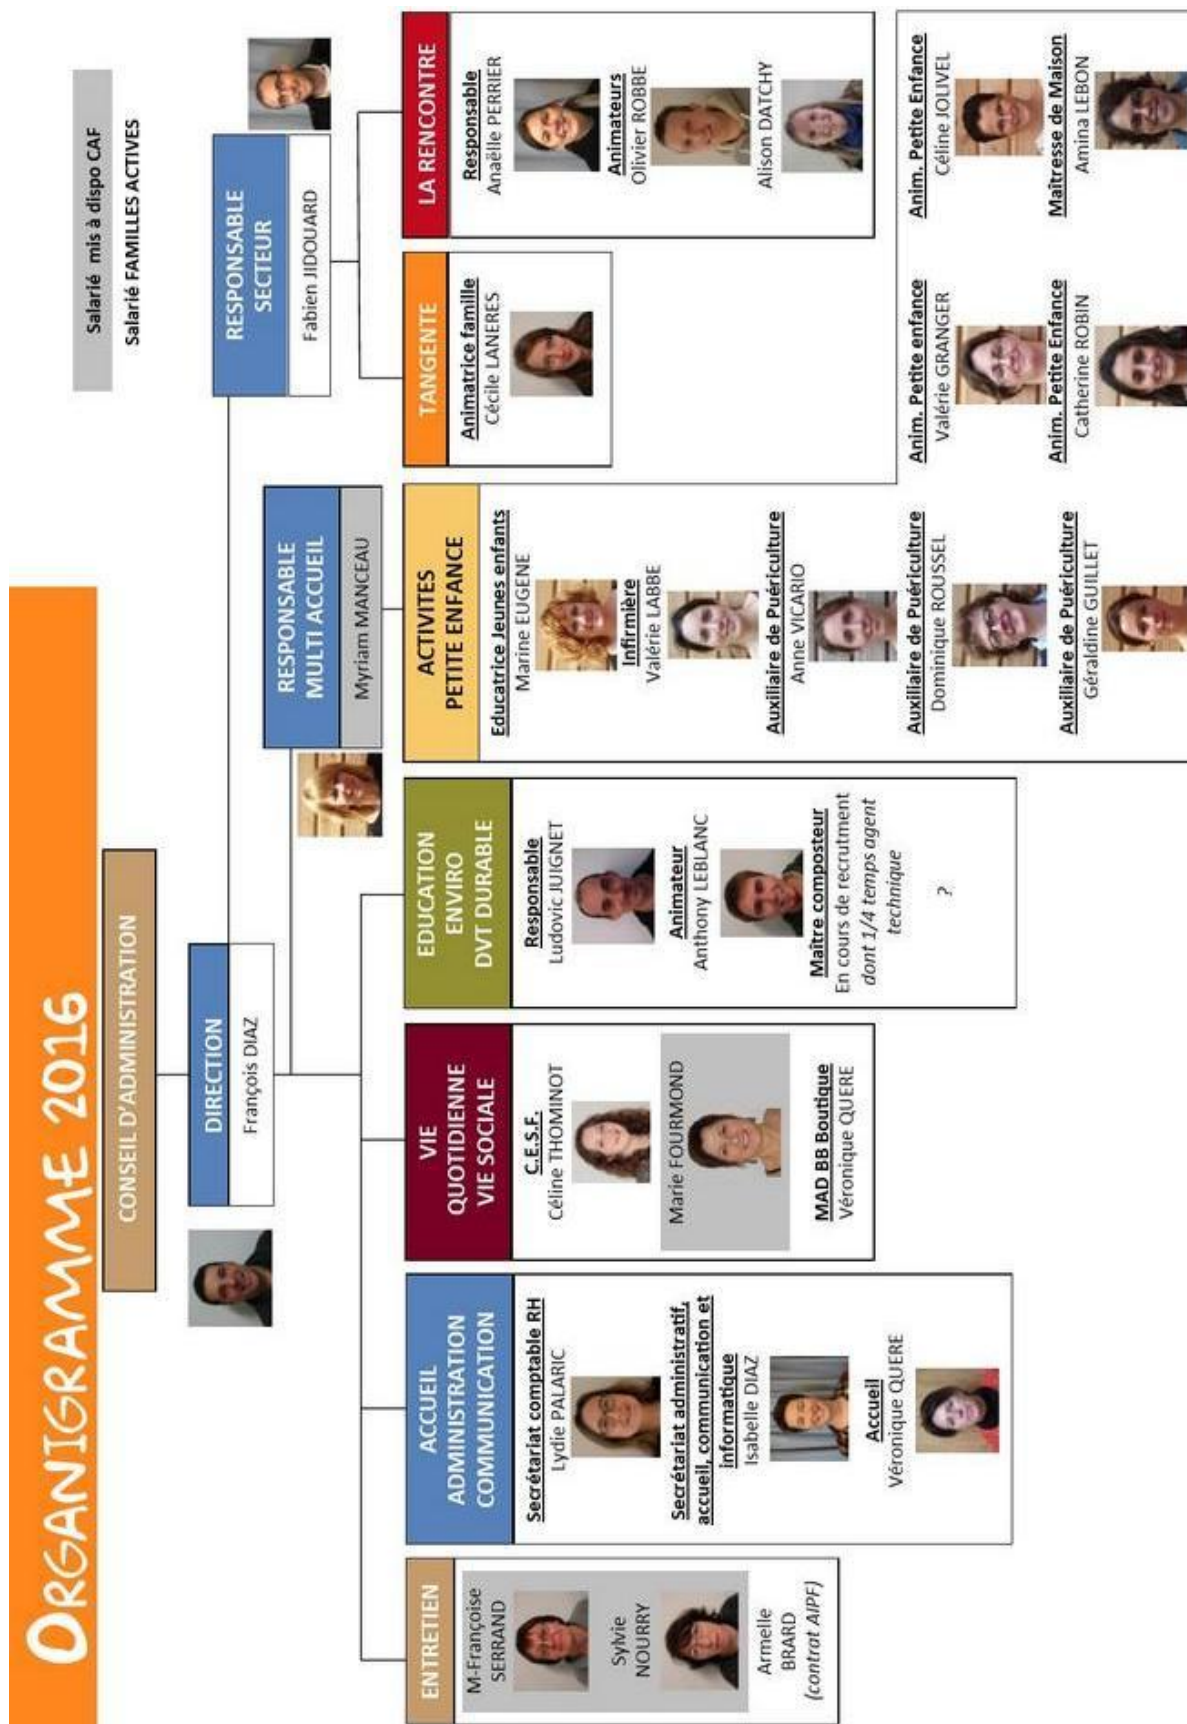 ORGANIGRAMME 2016
Salarié mis à dispo CAF
Salarié FAMILLES ACTIVES
CONSEIL D'ADMINISTRATION
DIRECTION
François DIAZ
RESPONSABLE
SECTEUR
Fabien JIDOUARD
RESPONSABLE
MULTI ACCUEIL
Myriam MANCEAU
ENTRETIEN
M-Françoise
SERRAND
Sylvie
NOURRY
Armelle
BRARD
(contrat AIPF)
ACCUEIL
ADMINISTRATION
COMMUNICATION
Secrétariat comptable RH
Lydie PALARIC
Secrétariat administratif,
accueil, communication et
informatique
Isabelle DIAZ
Accueil
Véronique QUERE
VIE
QUOTIDIENNE
VIE SOCIALE
C.E.S.F.
Céline THOMINOT
Marie FOURMOND
MAD BB Boutique
Véronique QUERE
EDUCATION
ENVIRO
DVT DURABLE
Responsable
Ludovic JUIGNET
Animateur
Anthony LEBLANC
Maître composteur
En cours de recrutment
dont 1/4 temps agent
technique
?
ACTIVITES
PETITE ENFANCE
Educatrice Jeunes enfants
Marine EUGENE
Infirmière
Valérie LABBE
Auxiliaire de Puériculture
Anne VICARIO
Auxiliaire de Puériculture
Dominique ROUSSEL
Auxiliaire de Puériculture
Géraldine GUILLET
Anim. Petite enfance
Valérie GRANGER
Anim. Petite Enfance
Catherine ROBIN
Anim. Petite Enfance
Céline JOLIVEL
Maîtresse de Maison
Amina LEBON
TANGENTE
Animatrice famille
Cécile LANERES
LA RENCONTRE
Responsable
Anaëlle PERRIER
Animateurs
Olivier ROBBE
Alison DATCHY